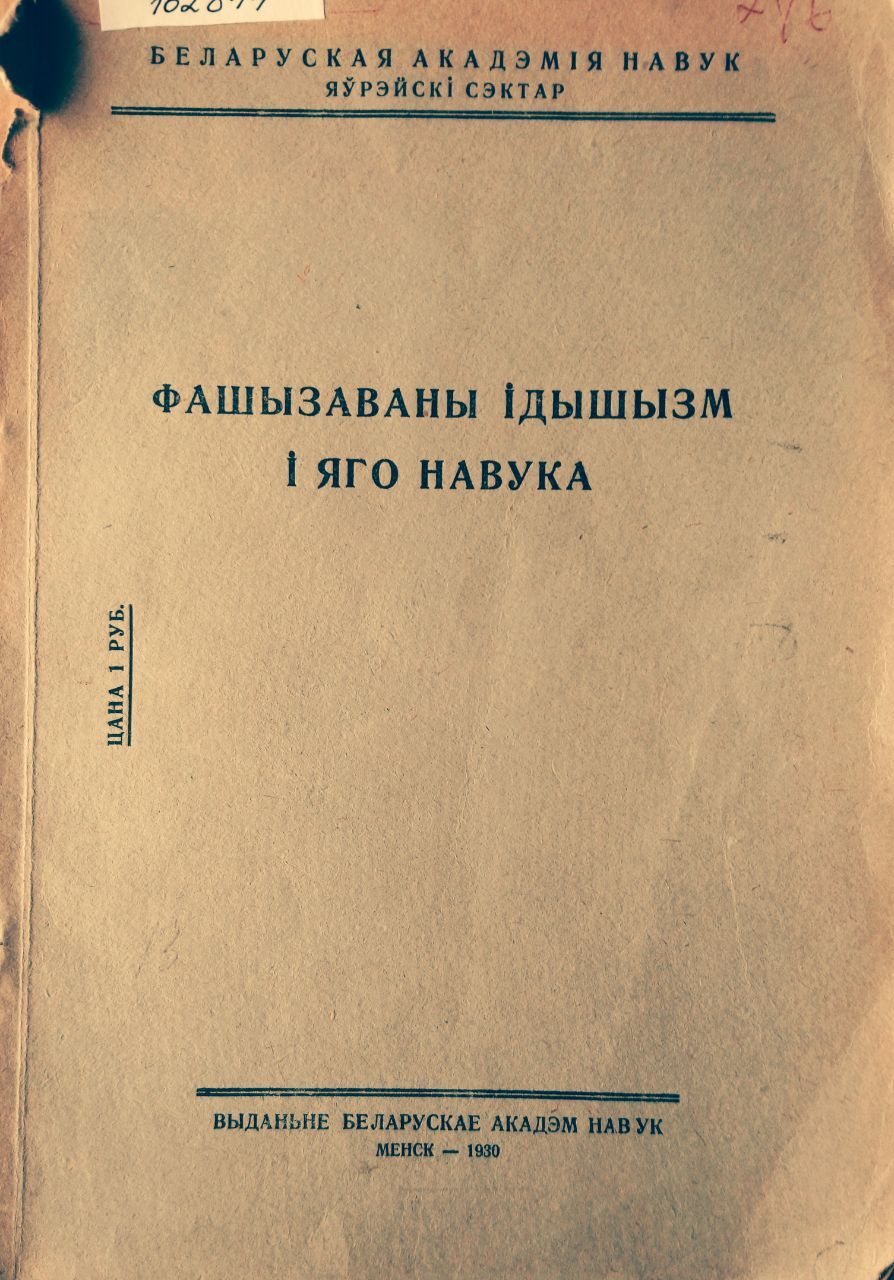 БЕЛАРУСКАЯ АКАДЭМІЯ НАВУК
ЯЎРЭЙСКІ СЭКТАР
ФАШЫЗАВАНЫ ІДЫШЫЗМ
І ЯГО НАВУКА
ЦАНА 1 РУБ.
ВЫДАНЬНЕ БЕЛАРУСКАЕ АКАДЭМ НАВУК
МЕНСК — 1930